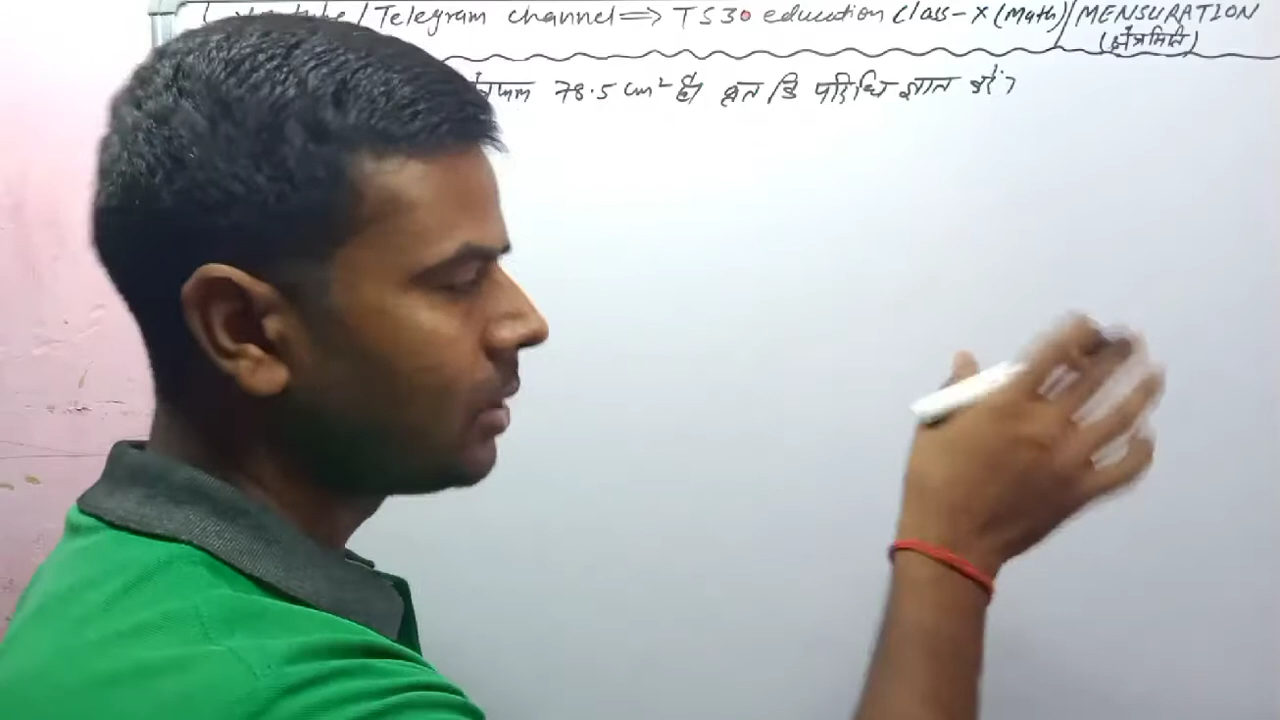 / Telegram channel ⇒ TS30 education Class-X (Math) / MENSURATION
(क्षेत्रमिति)
78.5 cm² है। वृत्त कि परिधि ज्ञात करें?